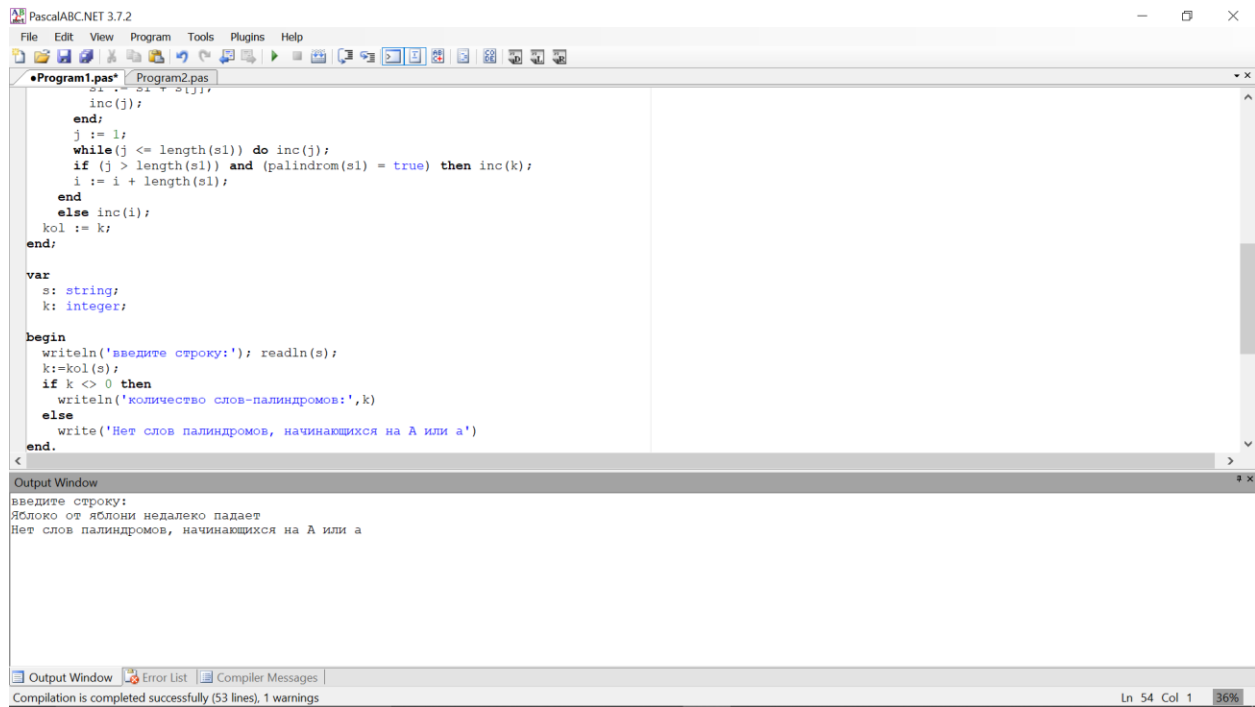 PascalABC.NET 3.7.2
File Edit View Program Tools Plugins Help
•Program1.pas* Program2.pas
s1 := s1 + s[j];
inc(j);
end;
j := 1;
while(j <= length(s1)) do inc(j);
if (j > length(s1)) and (palindrom(s1) = true) then inc(k);
i := i + length(s1);
end
else inc(i);
kol := k;
end;
var
s: string;
k: integer;
begin
writeln('введите строку:'); readln(s);
k:=kol(s);
if k <> 0 then
writeln('количество слов-палиндромов:',k)
else
write('Нет слов палиндромов, начинающихся на А или а')
end.
Output Window
введите строку:
Яблоко от яблони недалеко падает
Нет слов палиндромов, начинающихся на А или а
Output Window Error List Compiler Messages
Compilation is completed successfully (53 lines), 1 warnings Ln 54 Col 1 36%